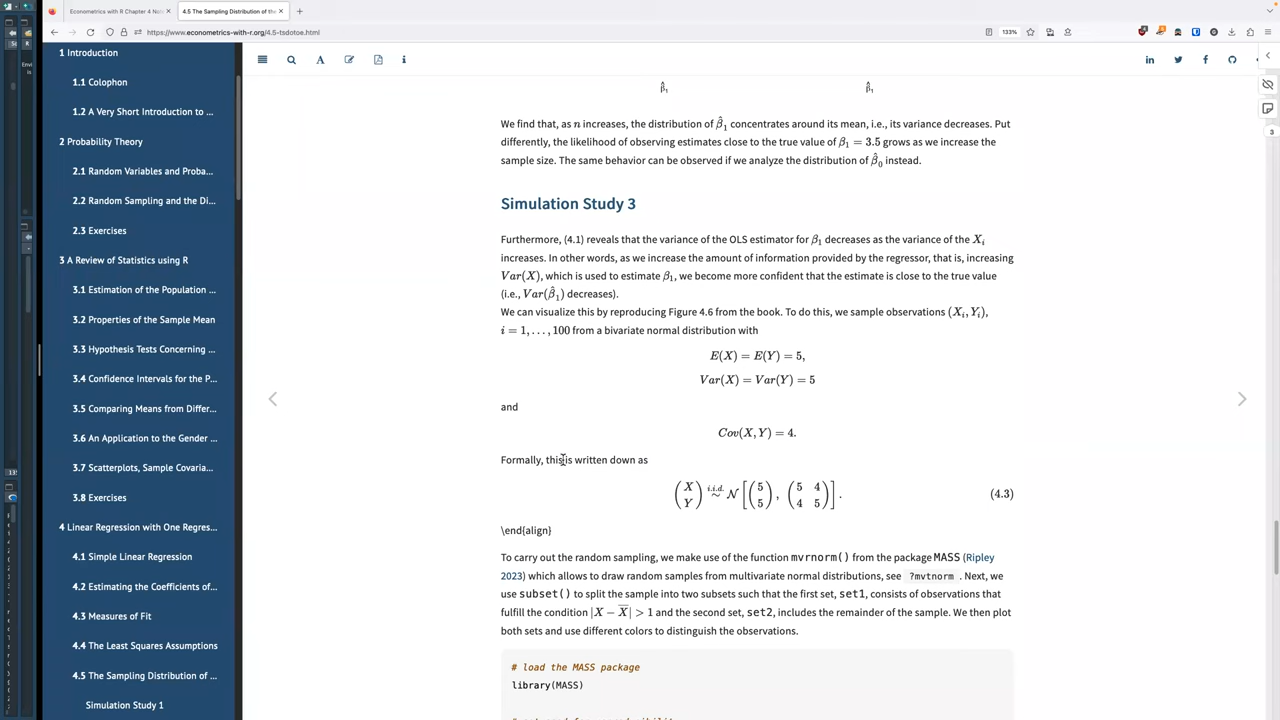 Econometrics with R Chapter 4 Not
4.5 The Sampling Distribution of the
https://www.econometrics-with-r.org/4.5-tsdotoe.html
133%
1 Introduction
1.1 Colophon
1.2 A Very Short Introduction to ...
2 Probability Theory
2.1 Random Variables and Proba...
2.2 Random Sampling and the Di...
2.3 Exercises
3 A Review of Statistics using R
3.1 Estimation of the Population ...
3.2 Properties of the Sample Mean
3.3 Hypothesis Tests Concerning ...
3.4 Confidence Intervals for the P...
3.5 Comparing Means from Differ...
3.6 An Application to the Gender ...
3.7 Scatterplots, Sample Covaria...
3.8 Exercises
4 Linear Regression with One Regres...
4.1 Simple Linear Regression
4.2 Estimating the Coefficients of...
4.3 Measures of Fit
4.4 The Least Squares Assumptions
4.5 The Sampling Distribution of ...
Simulation Study 1
β̂₁ β̂₁
We find that, as n increases, the distribution of β̂₁ concentrates around its mean, i.e., its variance decreases. Put
differently, the likelihood of observing estimates close to the true value of β₁ = 3.5 grows as we increase the
sample size. The same behavior can be observed if we analyze the distribution of β̂₀ instead.
Simulation Study 3
Furthermore, (4.1) reveals that the variance of the OLS estimator for β₁ decreases as the variance of the Xᵢ
increases. In other words, as we increase the amount of information provided by the regressor, that is, increasing
Var(X), which is used to estimate β₁, we become more confident that the estimate is close to the true value
(i.e., Var(β̂₁) decreases).
We can visualize this by reproducing Figure 4.6 from the book. To do this, we sample observations (Xᵢ, Yᵢ),
i = 1, . . . , 100 from a bivariate normal distribution with
E(X) = E(Y) = 5,
Var(X) = Var(Y) = 5
and
Cov(X, Y) = 4.
Formally, this is written down as
(X Y) i.i.d. ∼ N [(5 5), (5 4 4 5)]. (4.3)
\end{align}
To carry out the random sampling, we make use of the function mvrnorm() from the package MASS (Ripley
2023) which allows to draw random samples from multivariate normal distributions, see ?mvtnorm . Next, we
use subset() to split the sample into two subsets such that the first set, set1, consists of observations that
fulfill the condition |X − X̄| > 1 and the second set, set2, includes the remainder of the sample. We then plot
both sets and use different colors to distinguish the observations.
# load the MASS package
library(MASS)
3